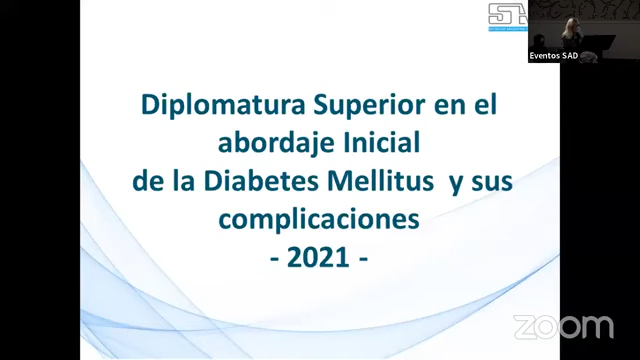 Diplomatura Superior en el
abordaje Inicial
de la Diabetes Mellitus y sus
complicaciones
- 2021 -
Eventos SAD
zoom